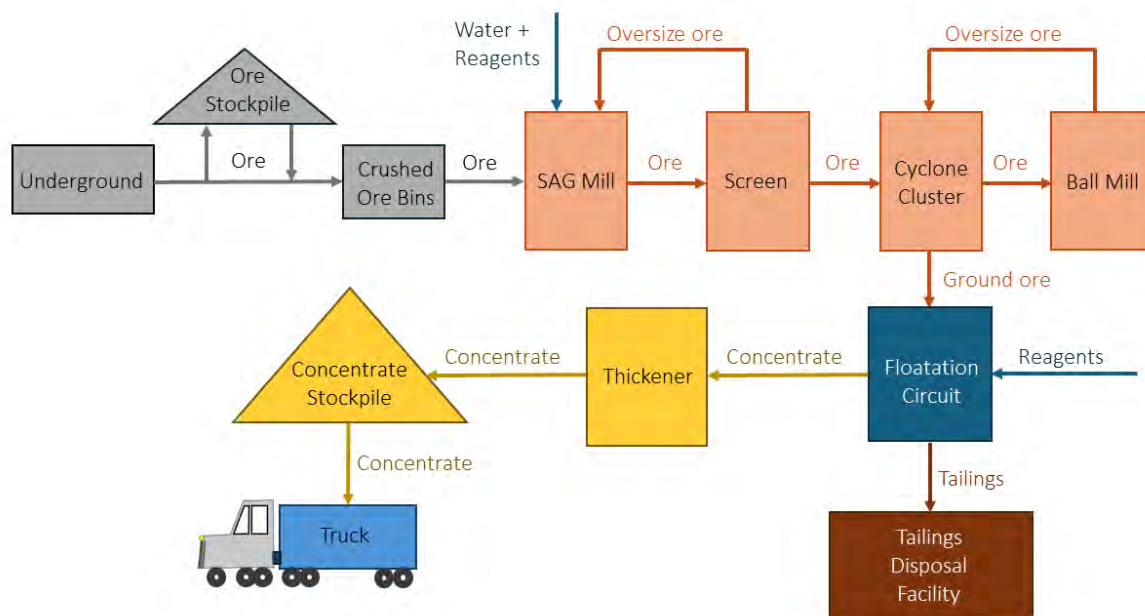 Water +
Reagents
Oversize ore
Oversize ore
Ore
Stockpile
Ore
Underground
Crushed
Ore Bins
Ore
SAG Mill
Ore
Screen
Ore
Cyclone
Cluster
Ore
Ball Mill
Ground ore
Concentrate
Stockpile
Concentrate
Thickener
Concentrate
Floatation
Circuit
Reagents
Concentrate
Tailings
Truck
Tailings
Disposal
Facility